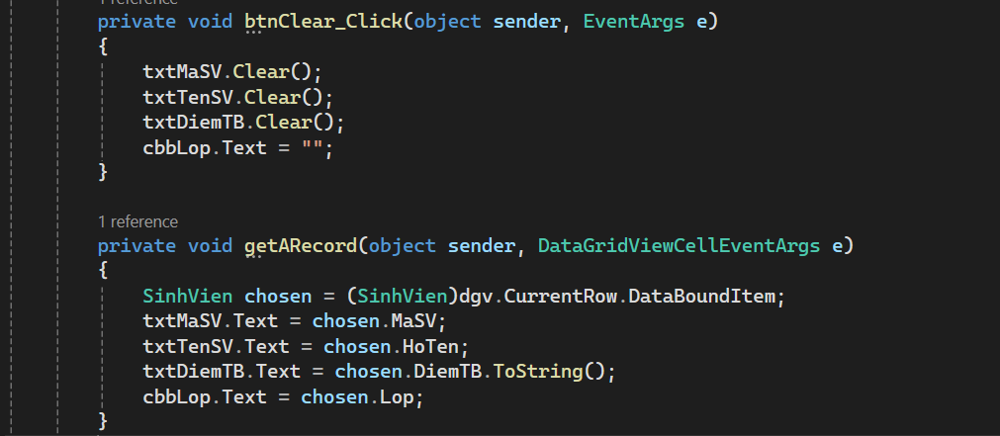 1 reference
private void btnClear_Click(object sender, EventArgs e)
{
txtMaSV.Clear();
txtTenSV.Clear();
txtDiemTB.Clear();
cbbLop.Text = "";
}
1 reference
private void getARecord(object sender, DataGridViewCellEventArgs e)
{
SinhVien chosen = (SinhVien)dgv.CurrentRow.DataBoundItem;
txtMaSV.Text = chosen.MaSV;
txtTenSV.Text = chosen.HoTen;
txtDiemTB.Text = chosen.DiemTB.ToString();
cbbLop.Text = chosen.Lop;
}